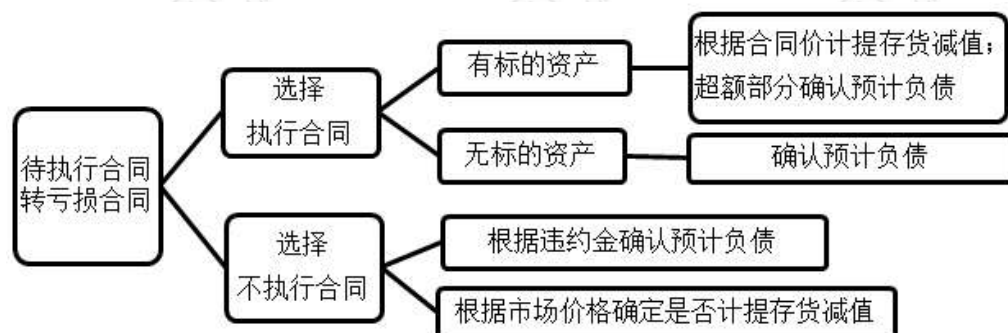 待执行合同
转亏损合同
选择
执行合同
有标的资产
根据合同价计提存货减值；
超额部分确认预计负债
无标的资产
确认预计负债
选择
不执行合同
根据违约金确认预计负债
根据市场价格确定是否计提存货减值